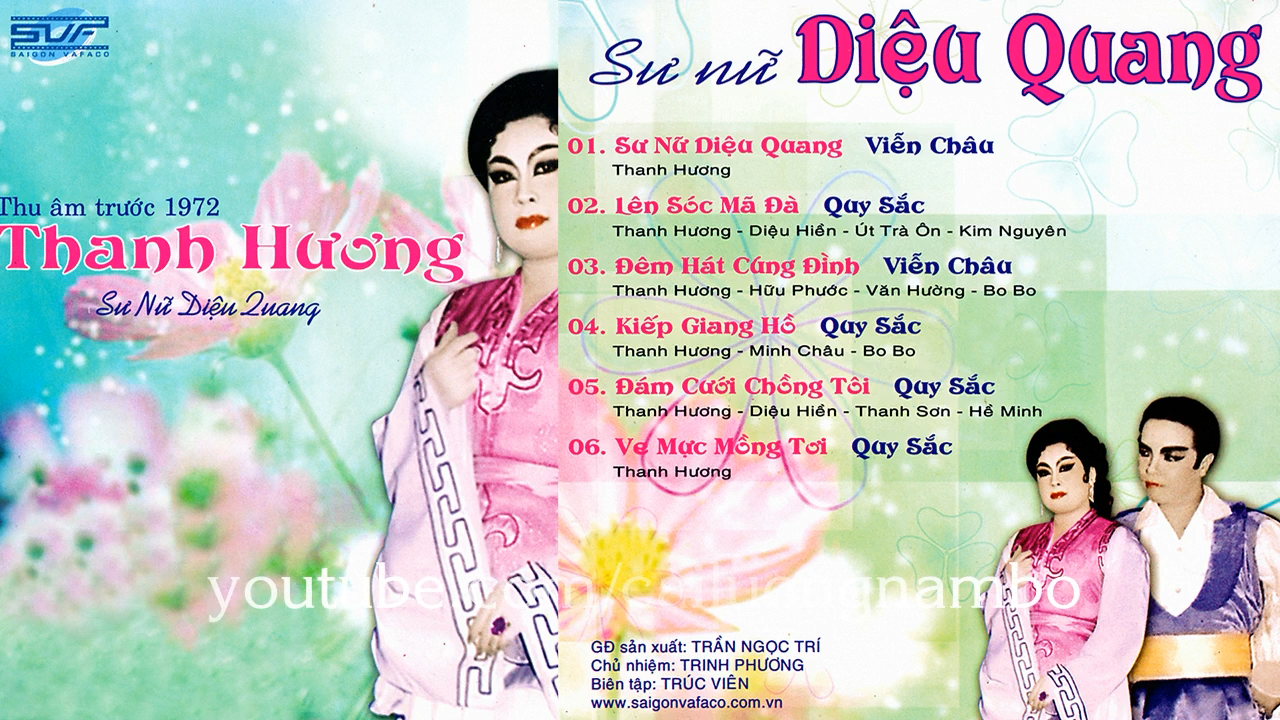 SVF
SAIGON VAFACO
Thu âm trước 1972
Thanh Hương
Sư Nữ Diệu Quang
Sư nữ Diệu Quang
01. Sư Nữ Diệu Quang Viễn Châu
Thanh Hương
02. Lên Sóc Mã Đà Quy Sắc
Thanh Hương - Diệu Hiền - Út Trà Ôn - Kim Nguyên
03. Đêm Hát Cúng Đình Viễn Châu
Thanh Hương - Hữu Phước - Văn Hường - Bo Bo
04. Kiếp Giang Hồ Quy Sắc
Thanh Hương - Minh Châu - Bo Bo
05. Đám Cưới Chồng Tôi Quy Sắc
Thanh Hương - Diệu Hiền - Thanh Sơn - Hề Minh
06. Ve Mực Mồng Tơi Quy Sắc
Thanh Hương
youtube.com/cailuongnambo
GĐ sản xuất: TRẦN NGỌC TRÍ
Chủ nhiệm: TRINH PHƯƠNG
Biên tập: TRÚC VIÊN
www.saigonvafaco.com.vn